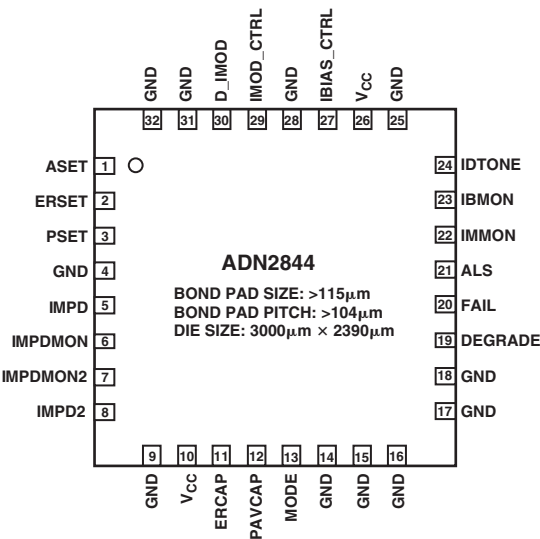 GND GND D_IMOD IMOD_CTRL GND IBIAS_CTRL VCC GND
32 31 30 29 28 27 26 25
ASET 1
ERSET 2
PSET 3
GND 4
IMPD 5
IMPDMON 6
IMPDMON2 7
IMPD2 8
ADN2844
BOND PAD SIZE: >115µm
BOND PAD PITCH: >104µm
DIE SIZE: 3000µm × 2390µm
24 IDTONE
23 IBMON
22 IMMON
21 ALS
20 FAIL
19 DEGRADE
18 GND
17 GND
9 10 11 12 13 14 15 16
GND VCC ERCAP PAVCAP MODE GND GND GND